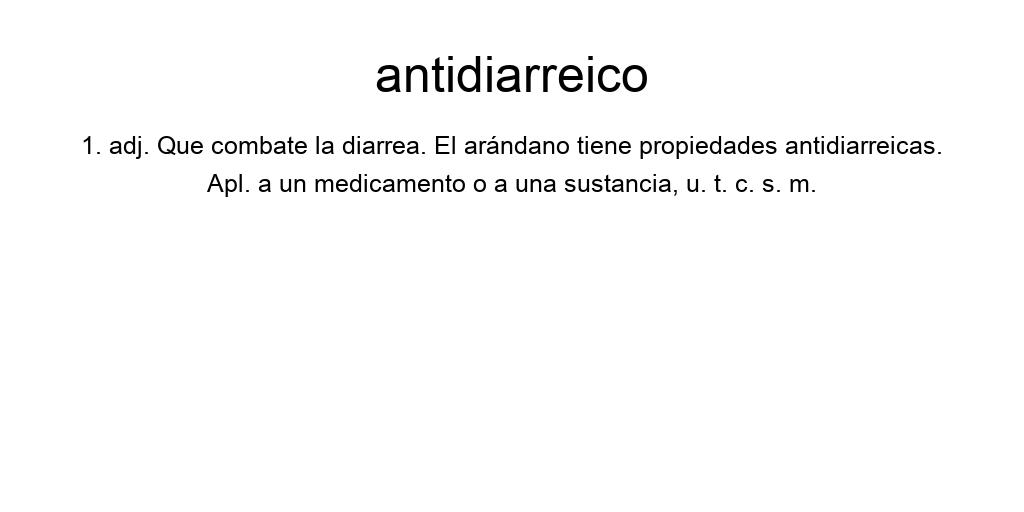 antidiarreico
1. adj. Que combate la diarrea. El arándano tiene propiedades antidiarreicas.
Apl. a un medicamento o a una sustancia, u. t. c. s. m.